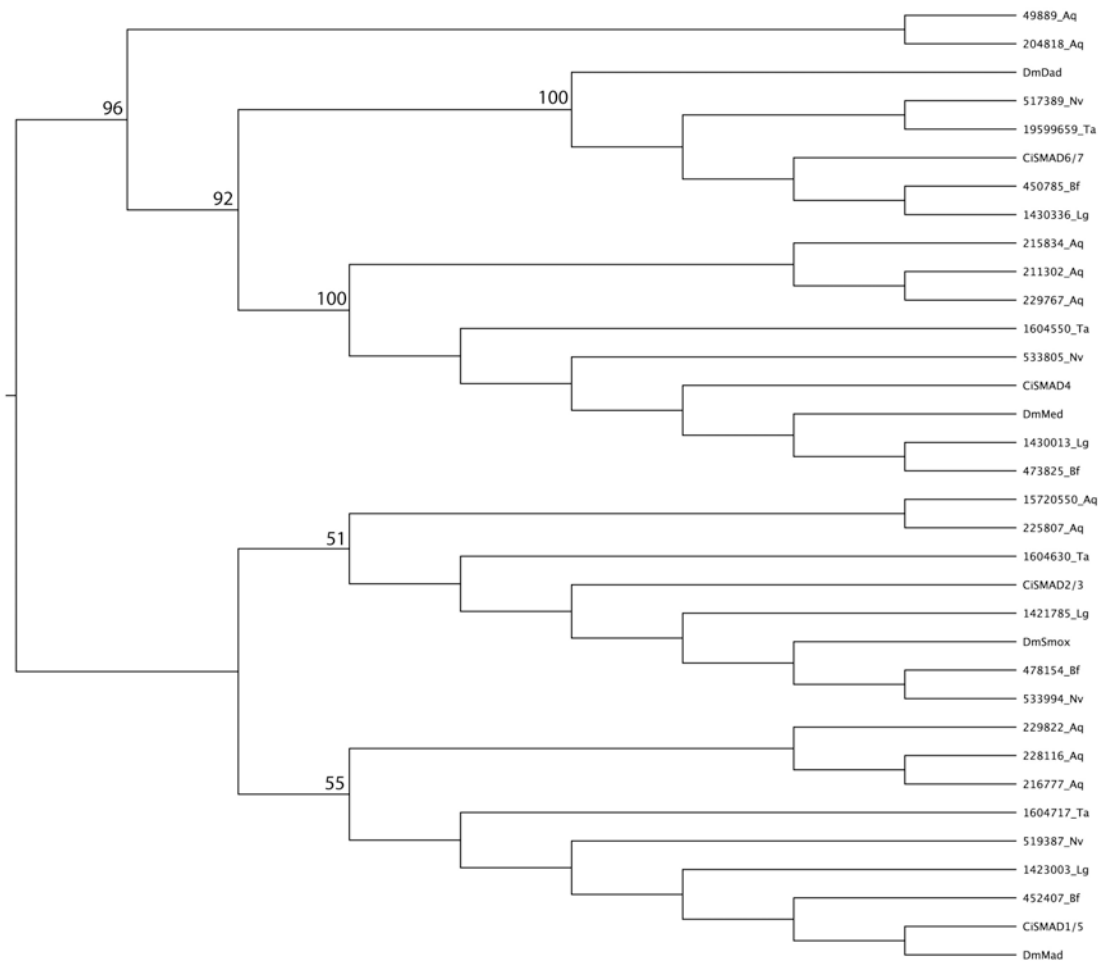 49889_Aq
204818_Aq
DmDad
100
517389_Nv
96
19599659_Ta
CiSMAD6/7
450785_Bf
92
1430336_Lg
215834_Aq
211302_Aq
100
229767_Aq
1604550_Ta
533805_Nv
CiSMAD4
DmMed
1430013_Lg
473825_Bf
15720550_Aq
225807_Aq
51
1604630_Ta
CiSMAD2/3
1421785_Lg
DmSmox
478154_Bf
533994_Nv
229822_Aq
228116_Aq
55
216777_Aq
1604717_Ta
519387_Nv
1423003_Lg
452407_Bf
CiSMAD1/5
DmMad